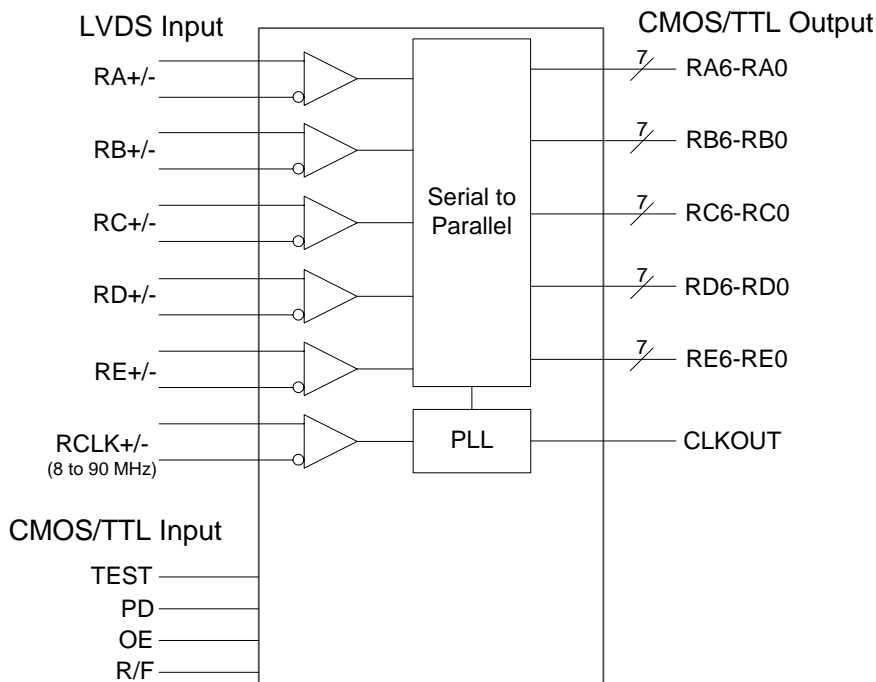 LVDS Input
CMOS/TTL Output
RA+/-
7
RA6-RA0
RB+/-
7
RB6-RB0
Serial to
Parallel
RC+/-
7
RC6-RC0
RD+/-
7
RD6-RD0
RE+/-
7
RE6-RE0
RCLK+/-
(8 to 90 MHz)
PLL
CLKOUT
CMOS/TTL Input
TEST
PD
OE
R/F